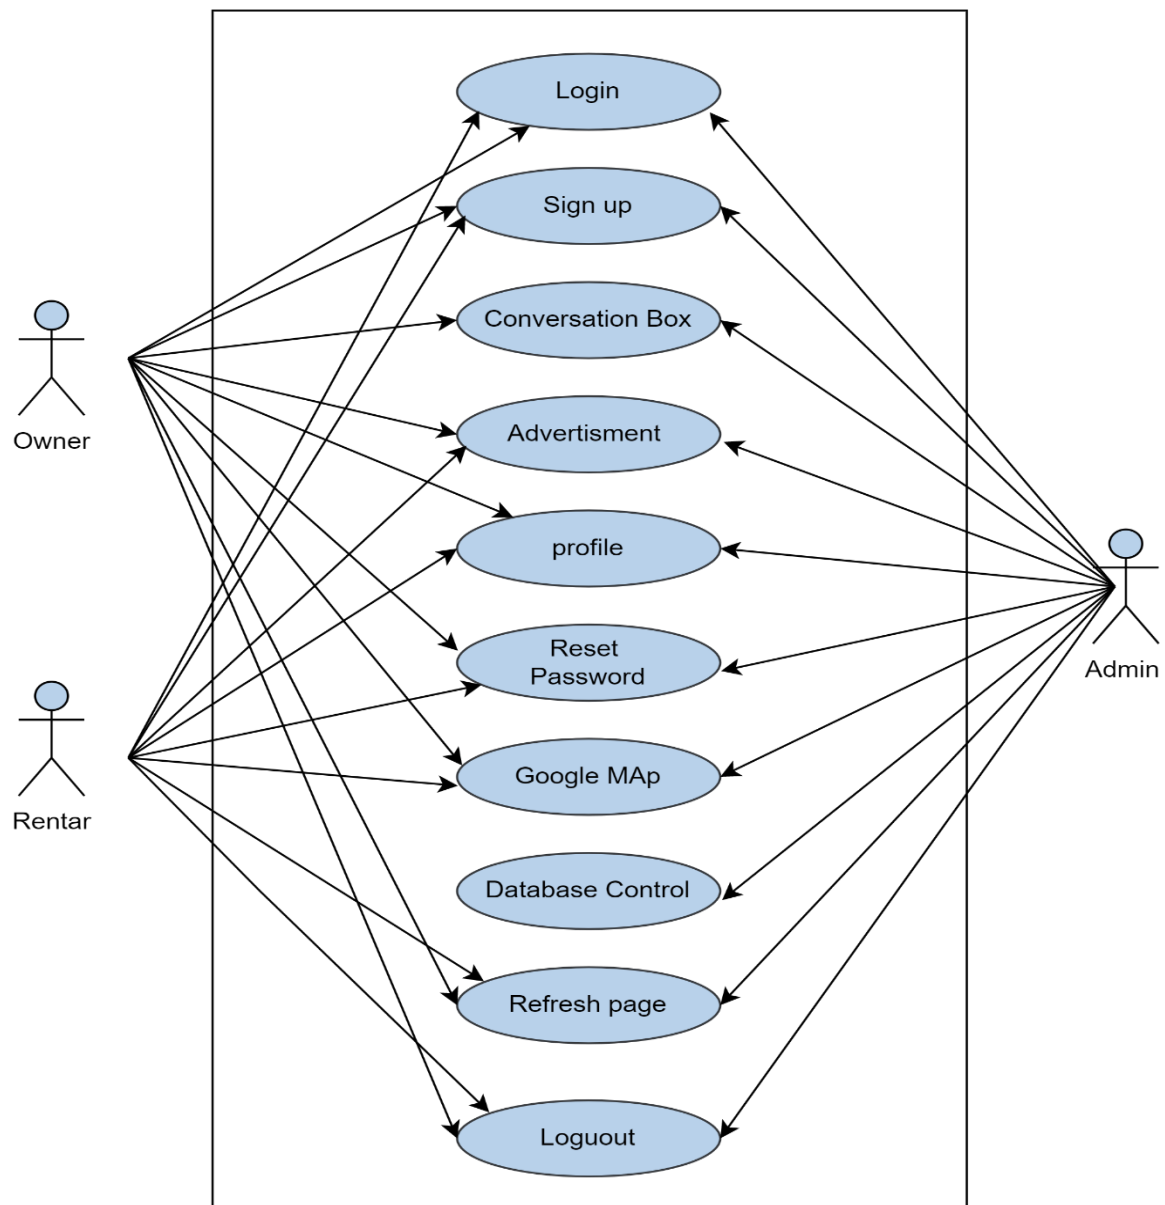 Login
Sign up
Conversation Box
Owner
Advertisment
profile
Reset
Password
Admin
Google MAp
Rentar
Database Control
Refresh page
Loguout